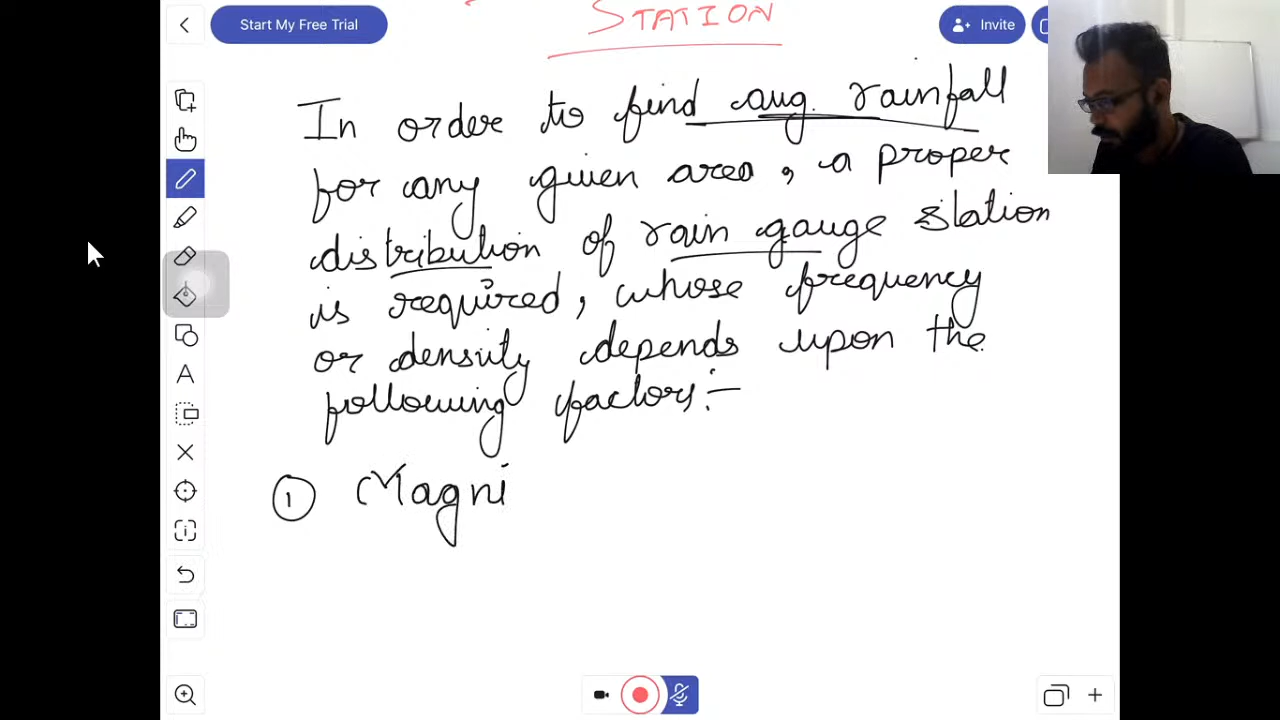 Start My Free Trial
STATION
Invite
In order to find avg. rainfall
for any given area, a proper
distribution of rain gauge station
is required, whose frequency
or density depends upon the
following factors:-
① Magni